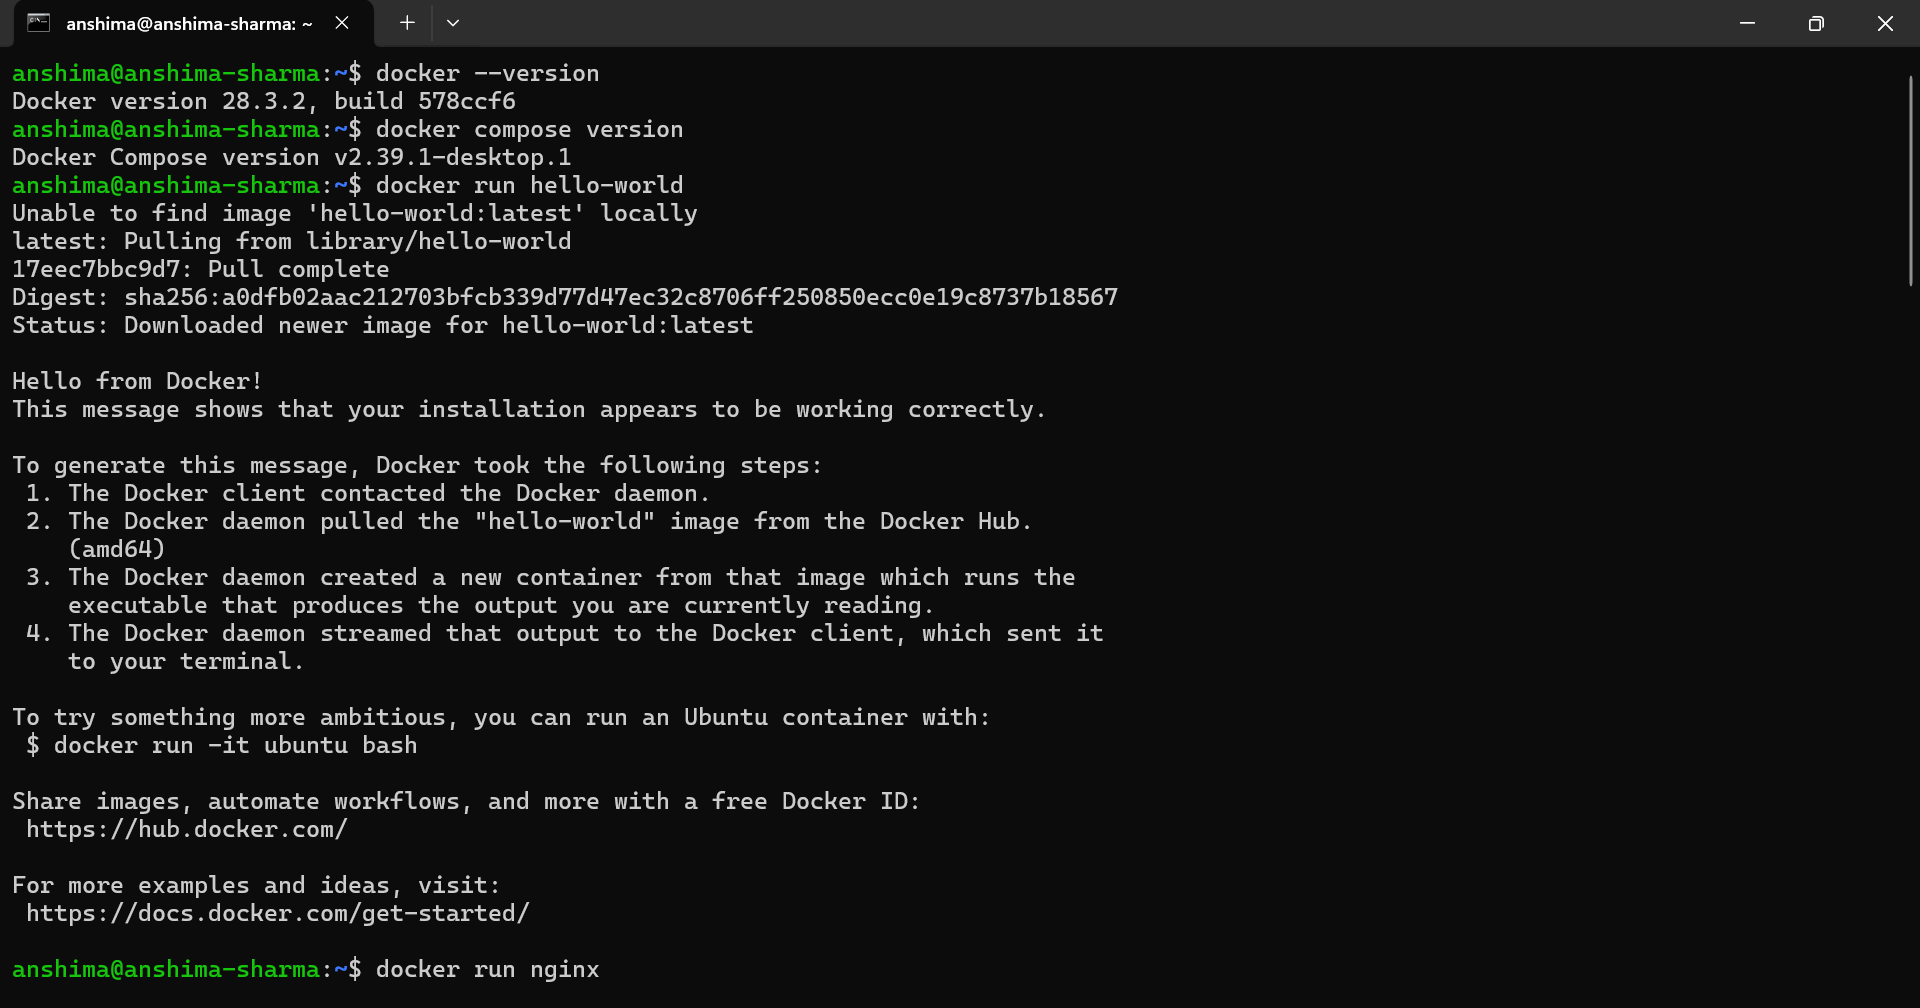 anshima@anshima-sharma: ~
anshima@anshima-sharma:~$ docker --version
Docker version 28.3.2, build 578ccf6
anshima@anshima-sharma:~$ docker compose version
Docker Compose version v2.39.1-desktop.1
anshima@anshima-sharma:~$ docker run hello-world
Unable to find image 'hello-world:latest' locally
latest: Pulling from library/hello-world
17eec7bbc9d7: Pull complete
Digest: sha256:a0dfb02aac212703bfcb339d77d47ec32c8706ff250850ecc0e19c8737b18567
Status: Downloaded newer image for hello-world:latest

Hello from Docker!
This message shows that your installation appears to be working correctly.

To generate this message, Docker took the following steps:
 1. The Docker client contacted the Docker daemon.
 2. The Docker daemon pulled the "hello-world" image from the Docker Hub.
    (amd64)
 3. The Docker daemon created a new container from that image which runs the
    executable that produces the output you are currently reading.
 4. The Docker daemon streamed that output to the Docker client, which sent it
    to your terminal.

To try something more ambitious, you can run an Ubuntu container with:
 $ docker run -it ubuntu bash

Share images, automate workflows, and more with a free Docker ID:
 https://hub.docker.com/

For more examples and ideas, visit:
 https://docs.docker.com/get-started/

anshima@anshima-sharma:~$ docker run nginx